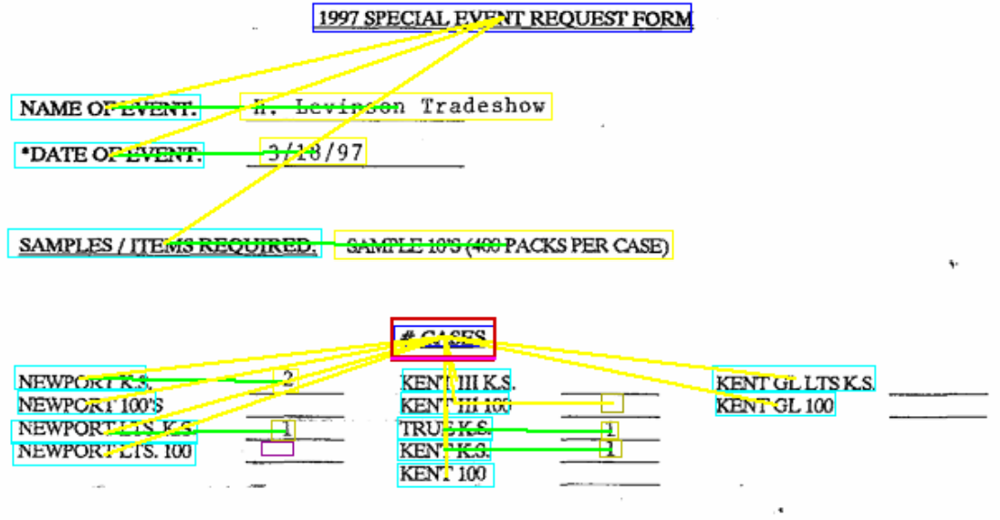 1997 SPECIAL EVENT REQUEST FORM
NAME OF EVENT: H. Levinson Tradeshow
*DATE OF EVENT: 3/18/97
SAMPLES / ITEMS REQUIRED: SAMPLE 10'S (400 PACKS PER CASE)
# CASES
NEWPORT K.S. 2 KENT III K.S. KENT GL LTS K.S.
NEWPORT 100'S KENT III 100 KENT GL 100
NEWPORT LTS. K.S. 1 TRUE K.S. 1
NEWPORT LTS. 100 KENT K.S. 1
KENT 100